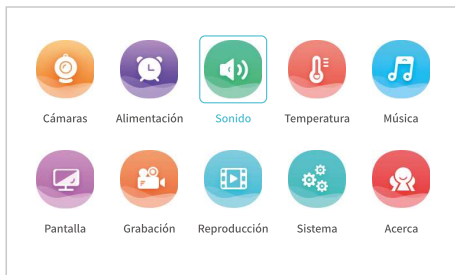 Cámaras Alimentación Sonido Temperatura Música
Pantalla Grabación Reproducción Sistema Acerca